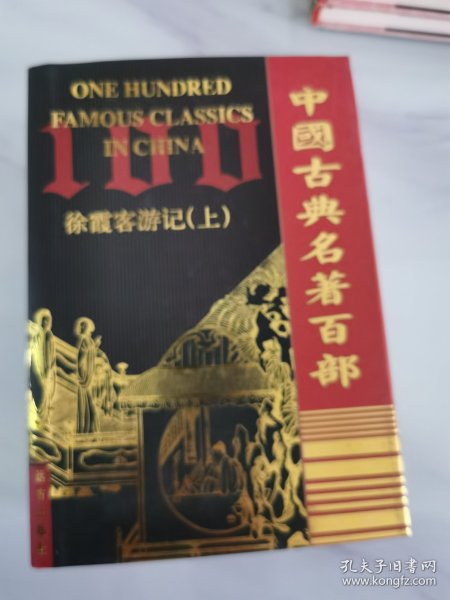 ONE HUNDRED
FAMOUS CLASSICS
IN CHINA
100
徐霞客游记(上)
中國古典名著百部
孔夫子旧书网
www.kongfz.com